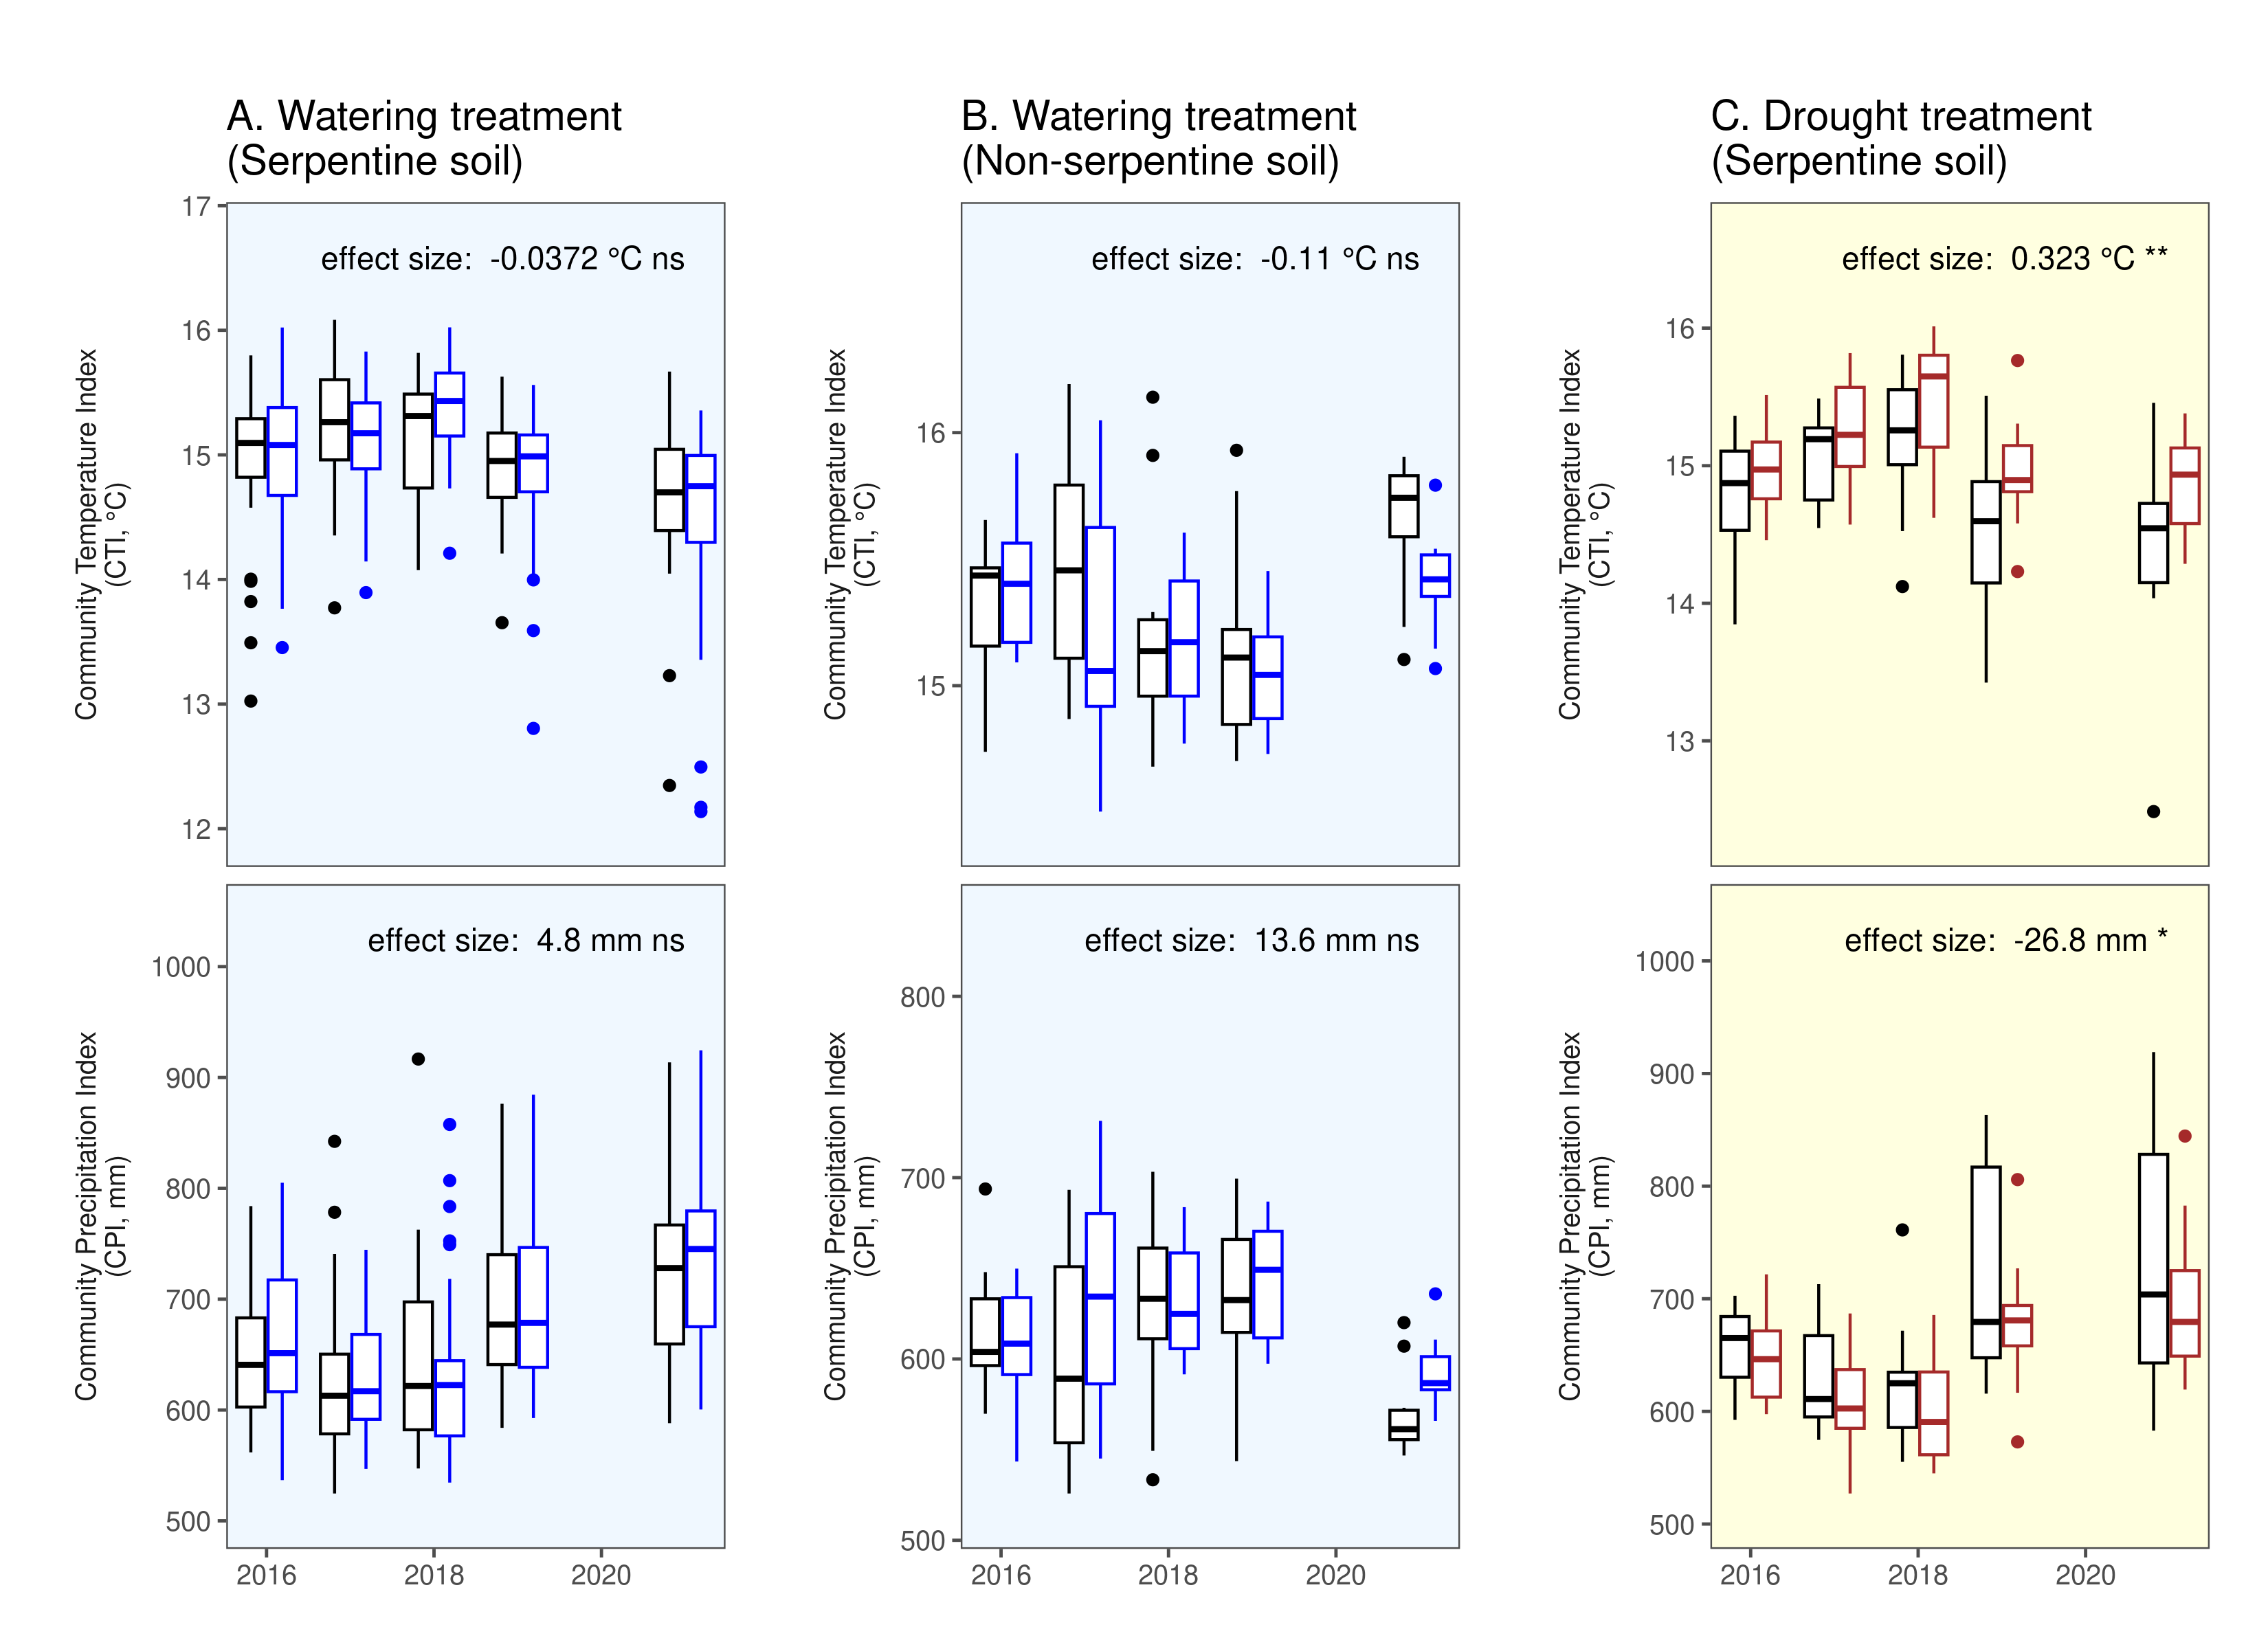 A. Watering treatment
(Serpentine soil)
B. Watering treatment
(Non-serpentine soil)
C. Drought treatment
(Serpentine soil)
Community Temperature Index
(CTI, °C)
17
16
15
14
13
12
effect size: -0.0372 °C ns
Community Temperature Index
(CTI, °C)
16
15
effect size: -0.11 °C ns
Community Temperature Index
(CTI, °C)
16
15
14
13
effect size: 0.323 °C **
Community Precipitation Index
(CPI, mm)
1000
900
800
700
600
500
effect size: 4.8 mm ns
2016 2018 2020
Community Precipitation Index
(CPI, mm)
800
700
600
500
effect size: 13.6 mm ns
2016 2018 2020
Community Precipitation Index
(CPI, mm)
1000
900
800
700
600
500
effect size: -26.8 mm *
2016 2018 2020